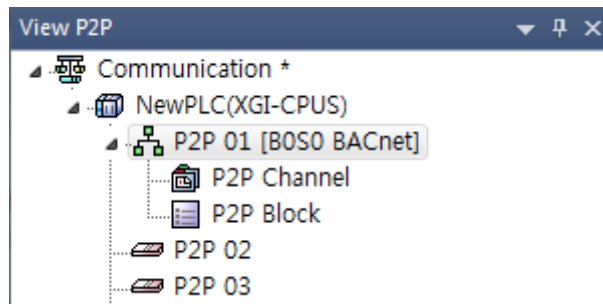 View P2P
Communication *
NewPLC(XGI-CPUS)
P2P 01 [B0S0 BACnet]
P2P Channel
P2P Block
P2P 02
P2P 03